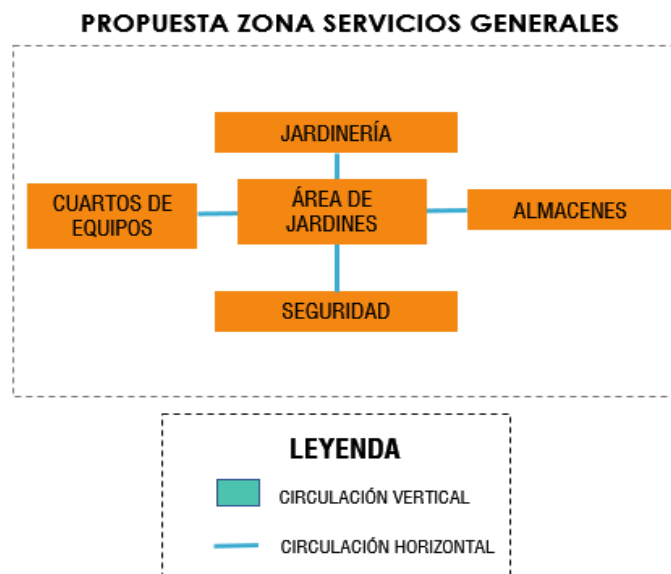 PROPUESTA ZONA SERVICIOS GENERALES
JARDINERÍA
CUARTOS DE
EQUIPOS
ÁREA DE
JARDINES
ALMACENES
SEGURIDAD
LEYENDA
CIRCULACIÓN VERTICAL
CIRCULACIÓN HORIZONTAL